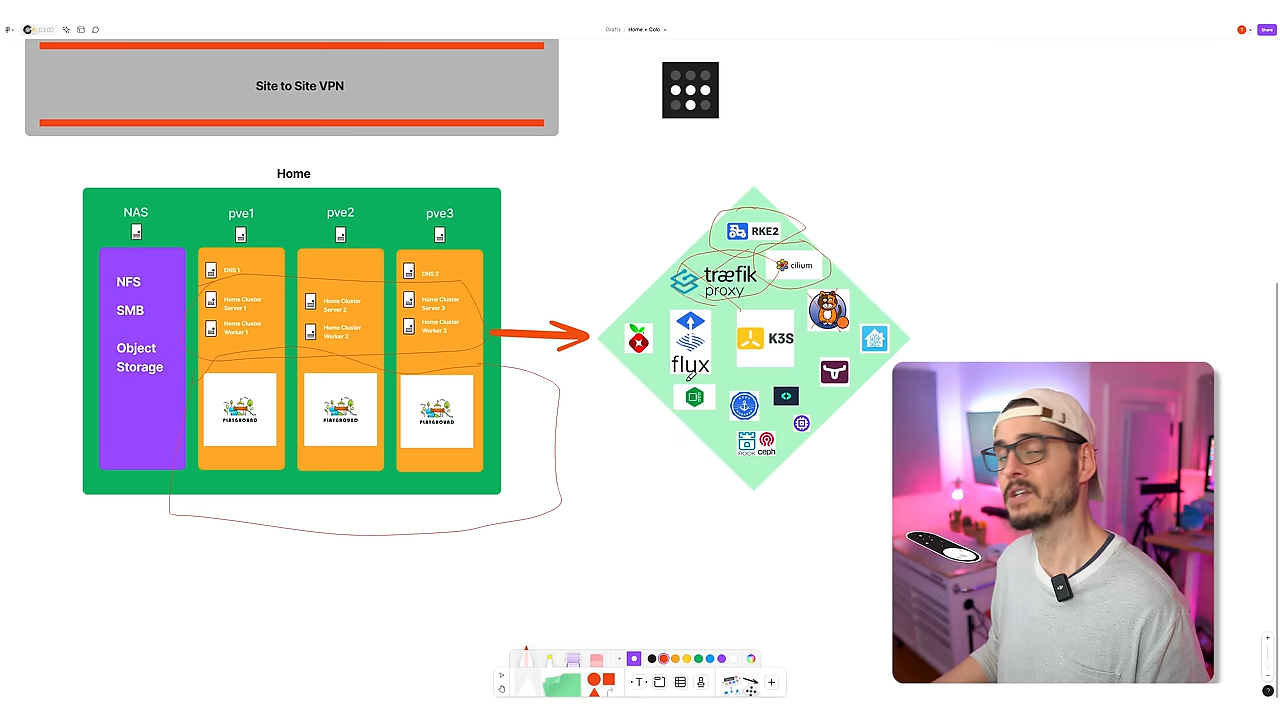 03:00
Drafts / Home + Colo
Share
Site to Site VPN
Home
NAS
pve1
pve2
pve3
NFS
SMB
Object
Storage
DNS 1
Home Cluster
Server 1
Home Cluster
Worker 1
PLAYGROUND
Home Cluster
Server 2
Home Cluster
Worker 2
PLAYGROUND
DNS 2
Home Cluster
Server 3
Home Cluster
Worker 3
PLAYGROUND
RKE2
cilium
træfik
proxy
flux
K3S
ROOK
ceph
T
+
?